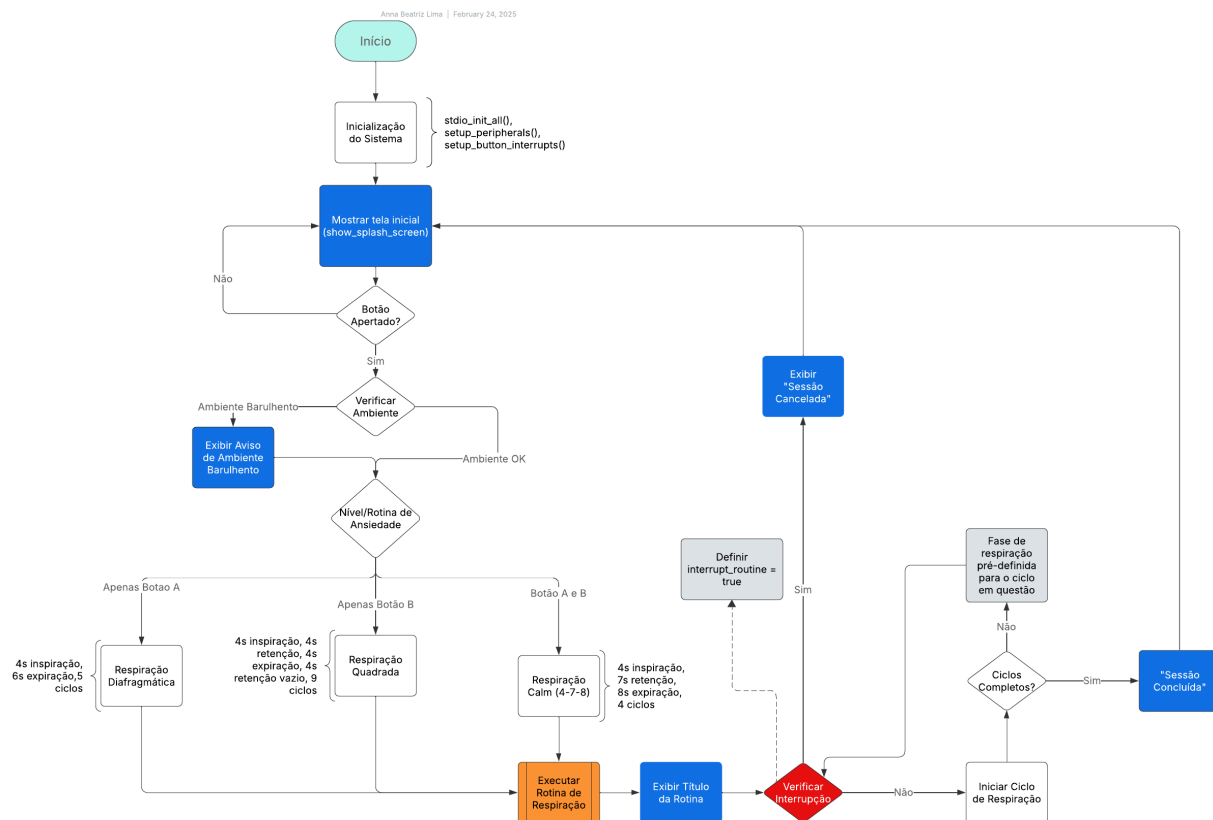 Anna Beatriz Lima | February 24, 2025
Início
Inicialização
do Sistema
stdio_init_all(),
setup_peripherals(),
setup_button_interrupts()
Mostrar tela inicial
(show_splash_screen)
Não
Botão
Apertado?
Sim
Verificar
Ambiente
Ambiente Barulhento
Exibir Aviso
de Ambiente
Barulhento
Ambiente OK
Nível/Rotina de
Ansiedade
Apenas Botao A
Apenas Botão B
Botão A e B
4s inspiração,
6s expiração,5
ciclos
Respiração
Diafragmática
4s inspiração, 4s
retenção, 4s
expiração, 4s
retenção vazio, 9
ciclos
Respiração
Quadrada
Respiração
Calm (4-7-8)
4s inspiração,
7s retenção,
8s expiração,
4 ciclos
Executar
Rotina de
Respiração
Exibir Título
da Rotina
Verificar
Interrupção
Definir
interrupt_routine =
true
Sim
Exibir
"Sessão
Cancelada"
Não
Iniciar Ciclo
de Respiração
Ciclos
Completos?
Não
Fase de
respiração
pré-definida
para o ciclo
em questão
Sim
"Sessão
Concluída"